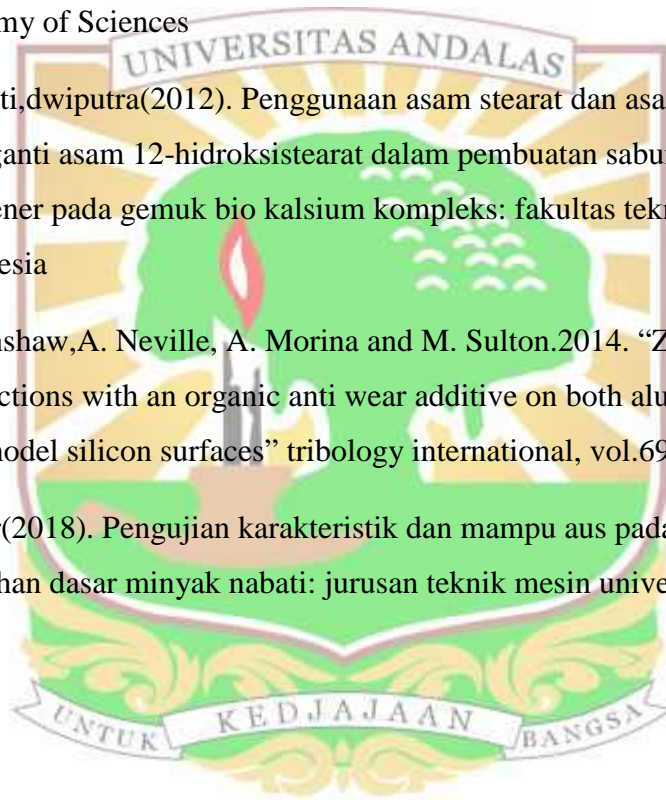 my of Sciences
UNIVERSITAS ANDALAS
ti,dwiputra(2012). Penggunaan asam stearat dan asa
ganti asam 12-hidroksistearat dalam pembuatan sabu
ener pada gemuk bio kalsium kompleks: fakultas tek
esia
nshaw,A. Neville, A. Morina and M. Sulton.2014. “Z
ctions with an organic anti wear additive on both alu
nodel silicon surfaces” tribology international, vol.69
r(2018). Pengujian karakteristik dan mampu aus pada
han dasar minyak nabati: jurusan teknik mesin unive
UNTUK KEDJAJAAN BANGSA